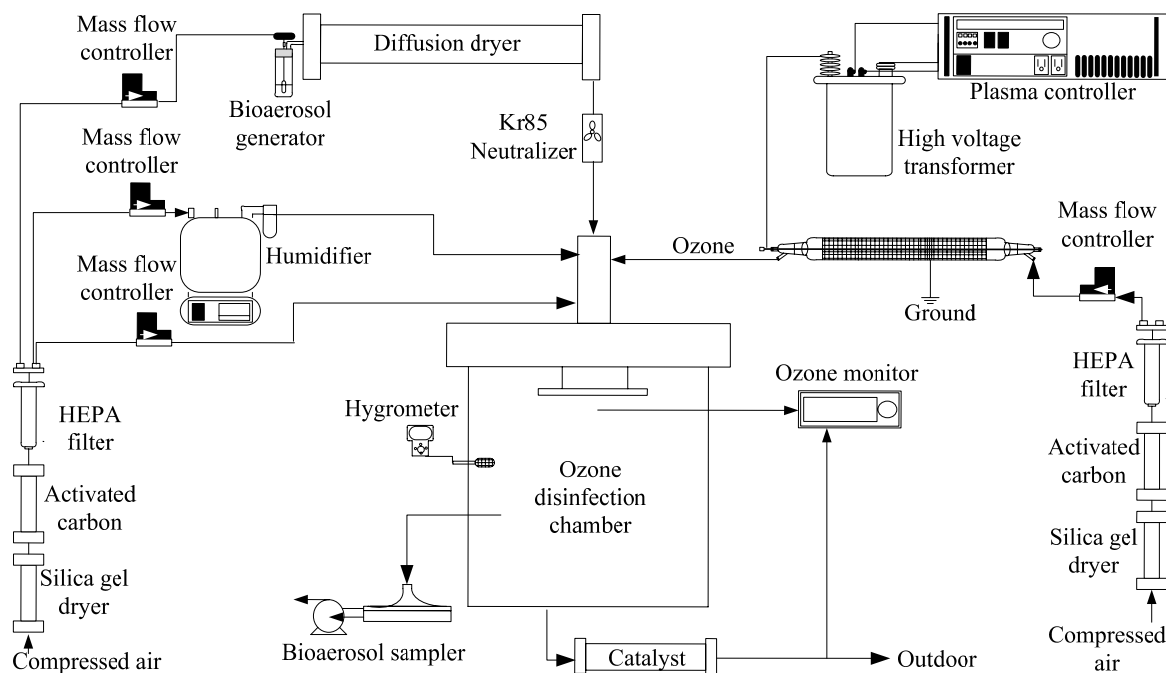 Mass flow
controller
Diffusion dryer
Bioaerosol
generator
Kr85
Neutralizer
Plasma controller
High voltage
transformer
Mass flow
controller
Humidifier
Mass flow
controller
Ozone
Mass flow
controller
Ground
HEPA
filter
Activated
carbon
Silica gel
dryer
Compressed air
Hygrometer
Ozone
disinfection
chamber
Ozone monitor
Bioaerosol sampler
Catalyst
Outdoor
HEPA
filter
Activated
carbon
Silica gel
dryer
Compressed
air